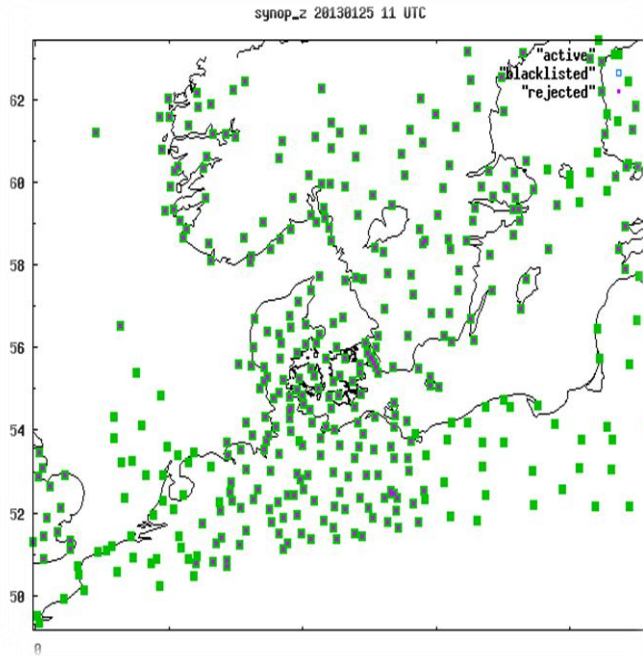 synop_z 20130125 11 UTC
"active"
"blacklisted"
"rejected"
62
60
58
56
54
52
50
0